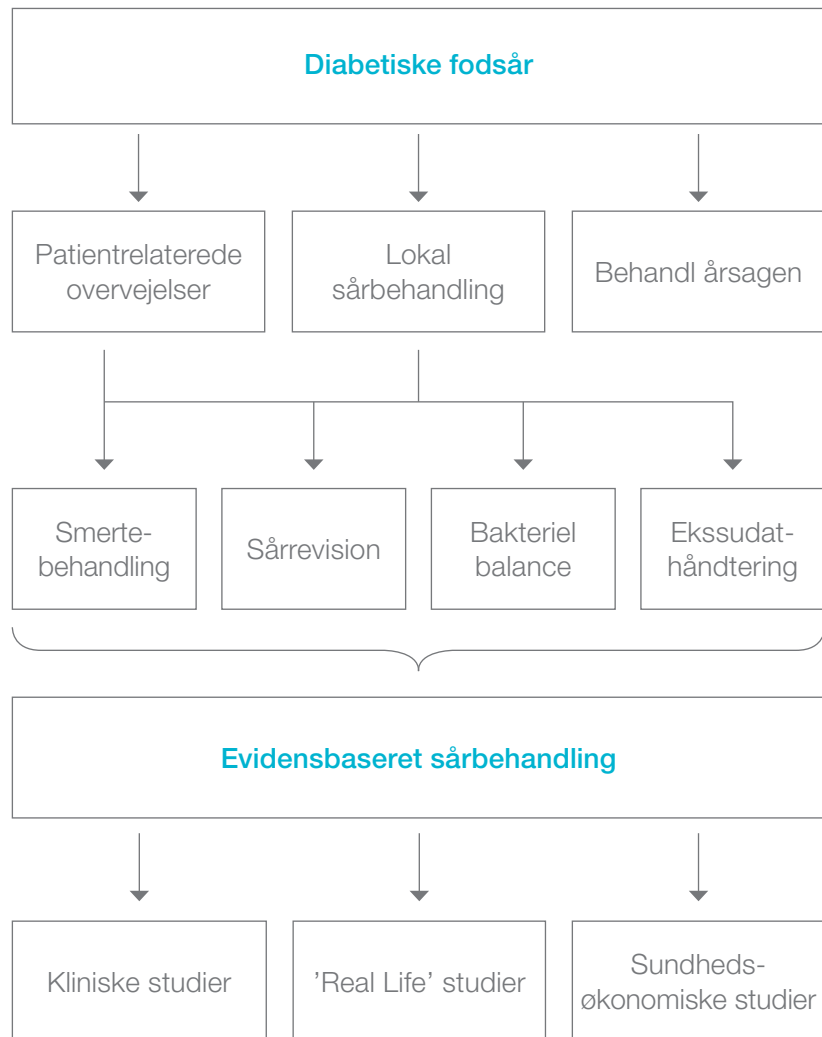 Diabetiske fodsår
Patientrelaterede
overvejelser
Lokal
sårbehandling
Behandl årsagen
Smerte-
behandling
Sårrevision
Bakteriel
balance
Ekssudat-
håndtering
Evidensbaseret sårbehandling
Kliniske studier
’Real Life’ studier
Sundheds-
økonomiske studier